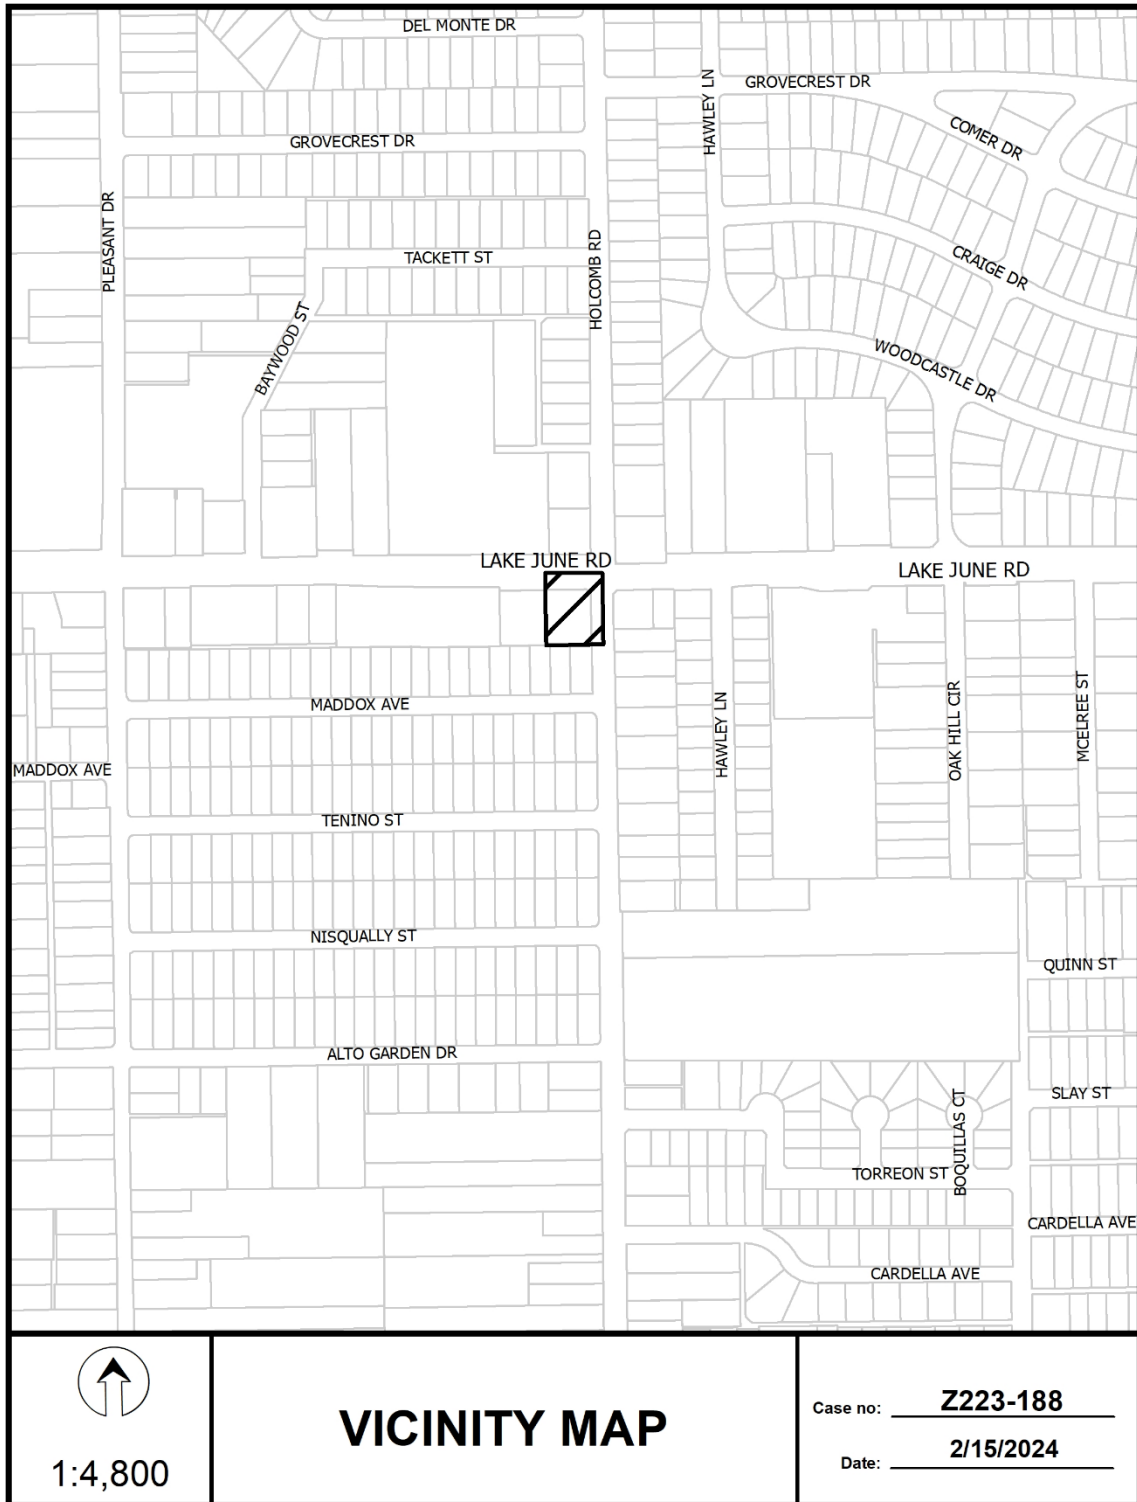 DEL MONTE DR
GROVECREST DR
HAWLEY LN
COMER DR
GROVECREST DR
PLEASANT DR
HOLCOMB RD
TACKETT ST
CRAIGE DR
BAYWOOD ST
WOODCASTLE DR
LAKE JUNE RD
LAKE JUNE RD
MADDOX AVE
HAWLEY LN
OAK HILL CIR
MCELREE ST
MADDOX AVE
TENINO ST
NISQUALLY ST
QUINN ST
ALTO GARDEN DR
SLAY ST
BOQUILLAS CT
TORREON ST
CARDELLA AVE
CARDELLA AVE
1:4,800
VICINITY MAP
Case no: Z223-188
Date: 2/15/2024